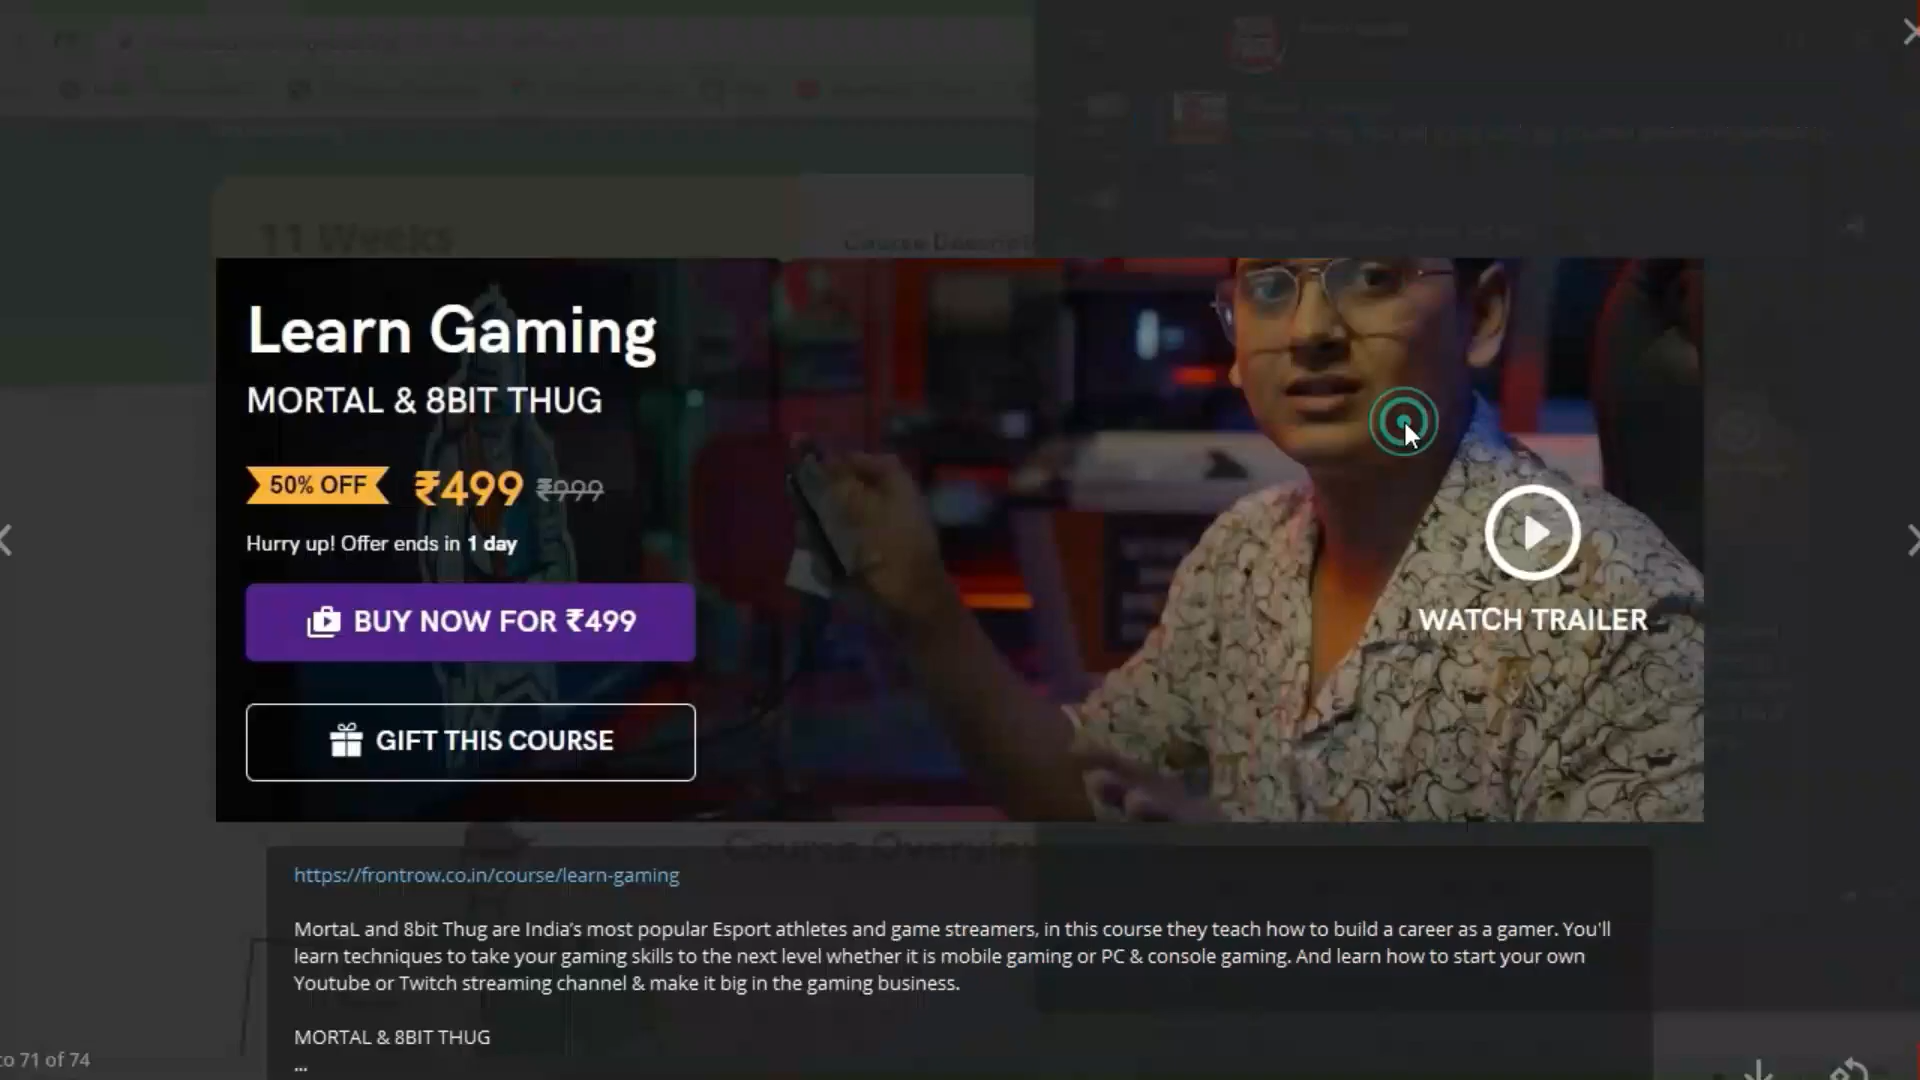 11 Weeks
Learn Gaming
MORTAL & 8BIT THUG
50% OFF ₹499 ₹999
Hurry up! Offer ends in 1 day
BUY NOW FOR ₹499
GIFT THIS COURSE
WATCH TRAILER
Course Overview
https://frontrow.co.in/course/learn-gaming
MortaL and 8bit Thug are India's most popular Esport athletes and game streamers, in this course they teach how to build a career as a gamer. You'll
learn techniques to take your gaming skills to the next level whether it is mobile gaming or PC & console gaming. And learn how to start your own
Youtube or Twitch streaming channel & make it big in the gaming business.
MORTAL & 8BIT THUG
...
to 71 of 74